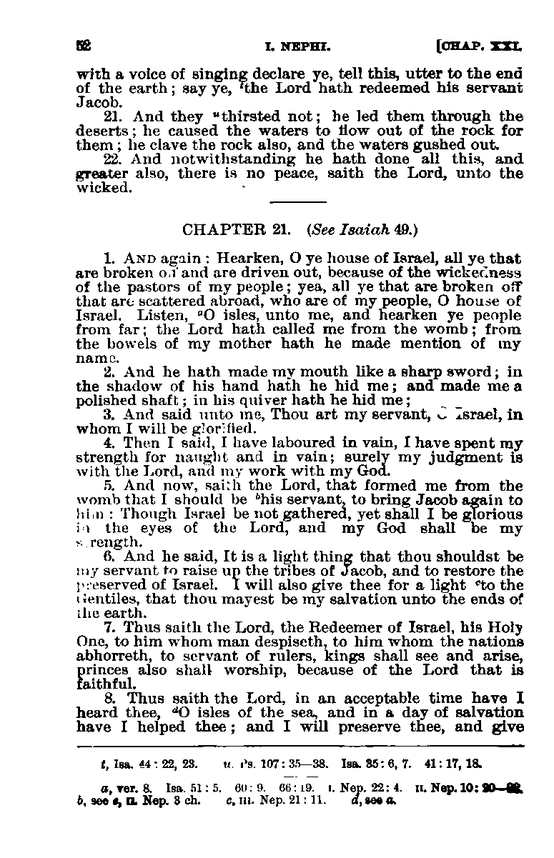 52 I. NEPHI. [CHAP. XXI.
with a voice of singing declare ye, tell this, utter to the end
of the earth; say ye, tthe Lord hath redeemed his servant
Jacob.
21. And they uthirsted not; he led them through the
deserts; he caused the waters to flow out of the rock for
them; he clave the rock also, and the waters gushed out.
22. And notwithstanding he hath done all this, and
greater also, there is no peace, saith the Lord, unto the
wicked.
CHAPTER 21. (See Isaiah 49.)
1. AND again: Hearken, O ye house of Israel, all ye that
are broken off and are driven out, because of the wickedness
of the pastors of my people; yea, all ye that are broken off
that are scattered abroad, who are of my people, O house of
Israel. Listen, aO isles, unto me, and hearken ye people
from far; the Lord hath called me from the womb; from
the bowels of my mother hath he made mention of my
name.
2. And he hath made my mouth like a sharp sword; in
the shadow of his hand hath he hid me; and made me a
polished shaft; in his quiver hath he hid me;
3. And said unto me, Thou art my servant, O Israel, in
whom I will be glorified.
4. Then I said, I have laboured in vain, I have spent my
strength for naught and in vain; surely my judgment is
with the Lord, and my work with my God.
5. And now, saith the Lord, that formed me from the
womb that I should be bhis servant, to bring Jacob again to
him: Though Israel be not gathered, yet shall I be glorious
in the eyes of the Lord, and my God shall be my
strength.
6. And he said, It is a light thing that thou shouldst be
my servant to raise up the tribes of Jacob, and to restore the
preserved of Israel. I will also give thee for a light cto the
Gentiles, that thou mayest be my salvation unto the ends of
the earth.
7. Thus saith the Lord, the Redeemer of Israel, his Holy
One, to him whom man despiseth, to him whom the nations
abhorreth, to servant of rulers, kings shall see and arise,
princes also shall worship, because of the Lord that is
faithful.
8. Thus saith the Lord, in an acceptable time have I
heard thee, dO isles of the sea, and in a day of salvation
have I helped thee; and I will preserve thee, and give
t, Isa. 44: 22, 23. u. Ps. 107: 35—38. Isa. 35: 6, 7. 41: 17, 18.
a, ver. 8. Isa. 51: 5. 60: 9. 66: 19. I. Nep. 22: 4. II. Nep. 10: 20—22.
b, see s, II. Nep. 3 ch. c, III. Nep. 21: 11. d, see a.